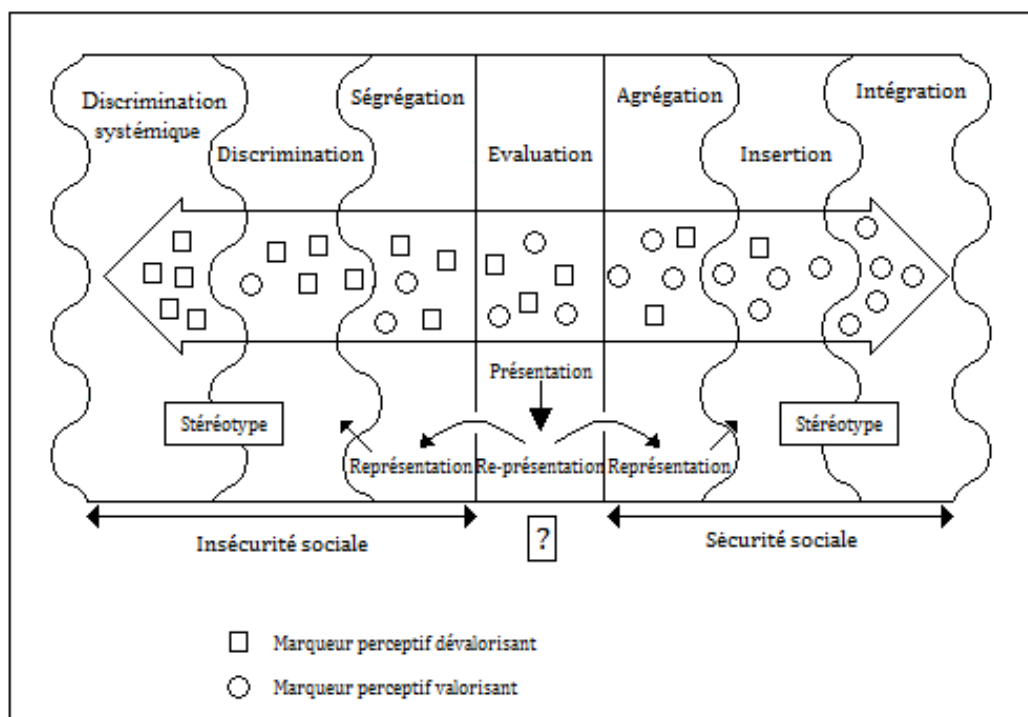 Discrimination
systémique
Ségrégation
Agrégation
Intégration
Discrimination
Evaluation
Insertion
Présentation
Stéréotype
Stéréotype
Représentation
Re-présentation
Représentation
Insécurité sociale
?
Sècurité sociale
Marqueur perceptif dévalorisant
Marqueur perceptif valorisant